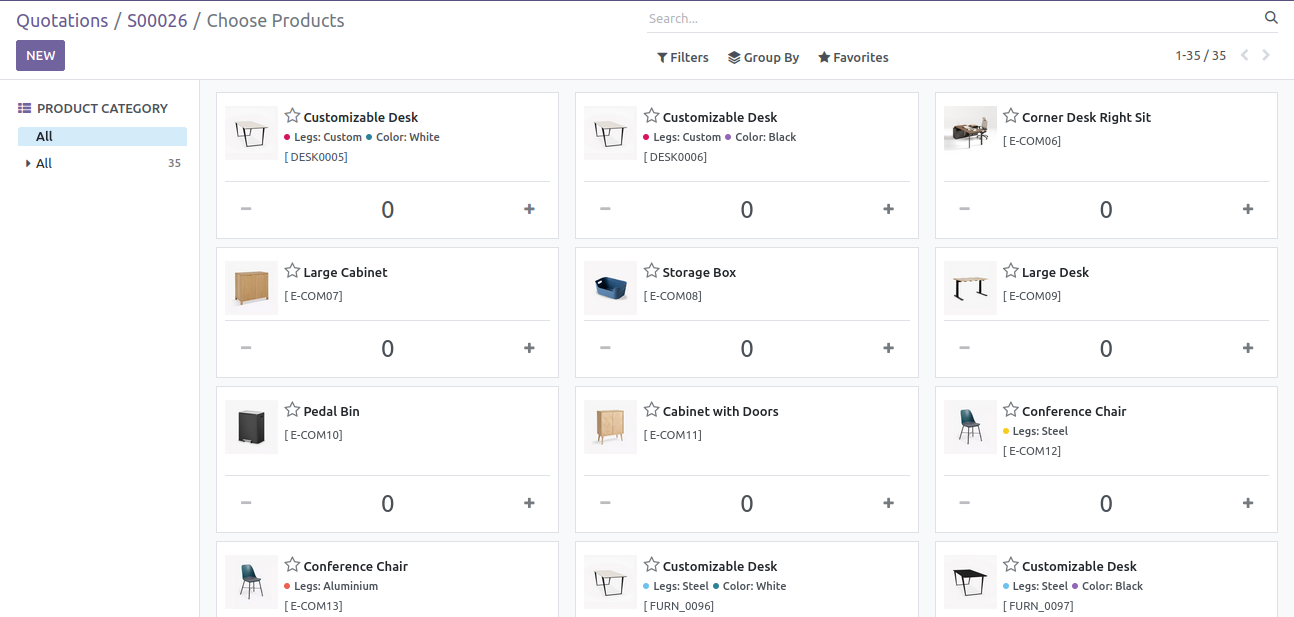 Quotations / S00026 / Choose Products
Search...
NEW
Filters Group By Favorites
1-35 / 35
PRODUCT CATEGORY
All
All 35
Customizable Desk
Legs: Custom Color: White
[ DESK0005]
0
Customizable Desk
Legs: Custom Color: Black
[ DESK0006]
0
Corner Desk Right Sit
[ E-COM06]
0
Large Cabinet
[ E-COM07]
0
Storage Box
[ E-COM08]
0
Large Desk
[ E-COM09]
0
Pedal Bin
[ E-COM10]
0
Cabinet with Doors
[ E-COM11]
0
Conference Chair
Legs: Steel
[ E-COM12]
0
Conference Chair
Legs: Aluminium
[ E-COM13]
Customizable Desk
Legs: Steel Color: White
[ FURN_0096]
Customizable Desk
Legs: Steel Color: Black
[ FURN_0097]